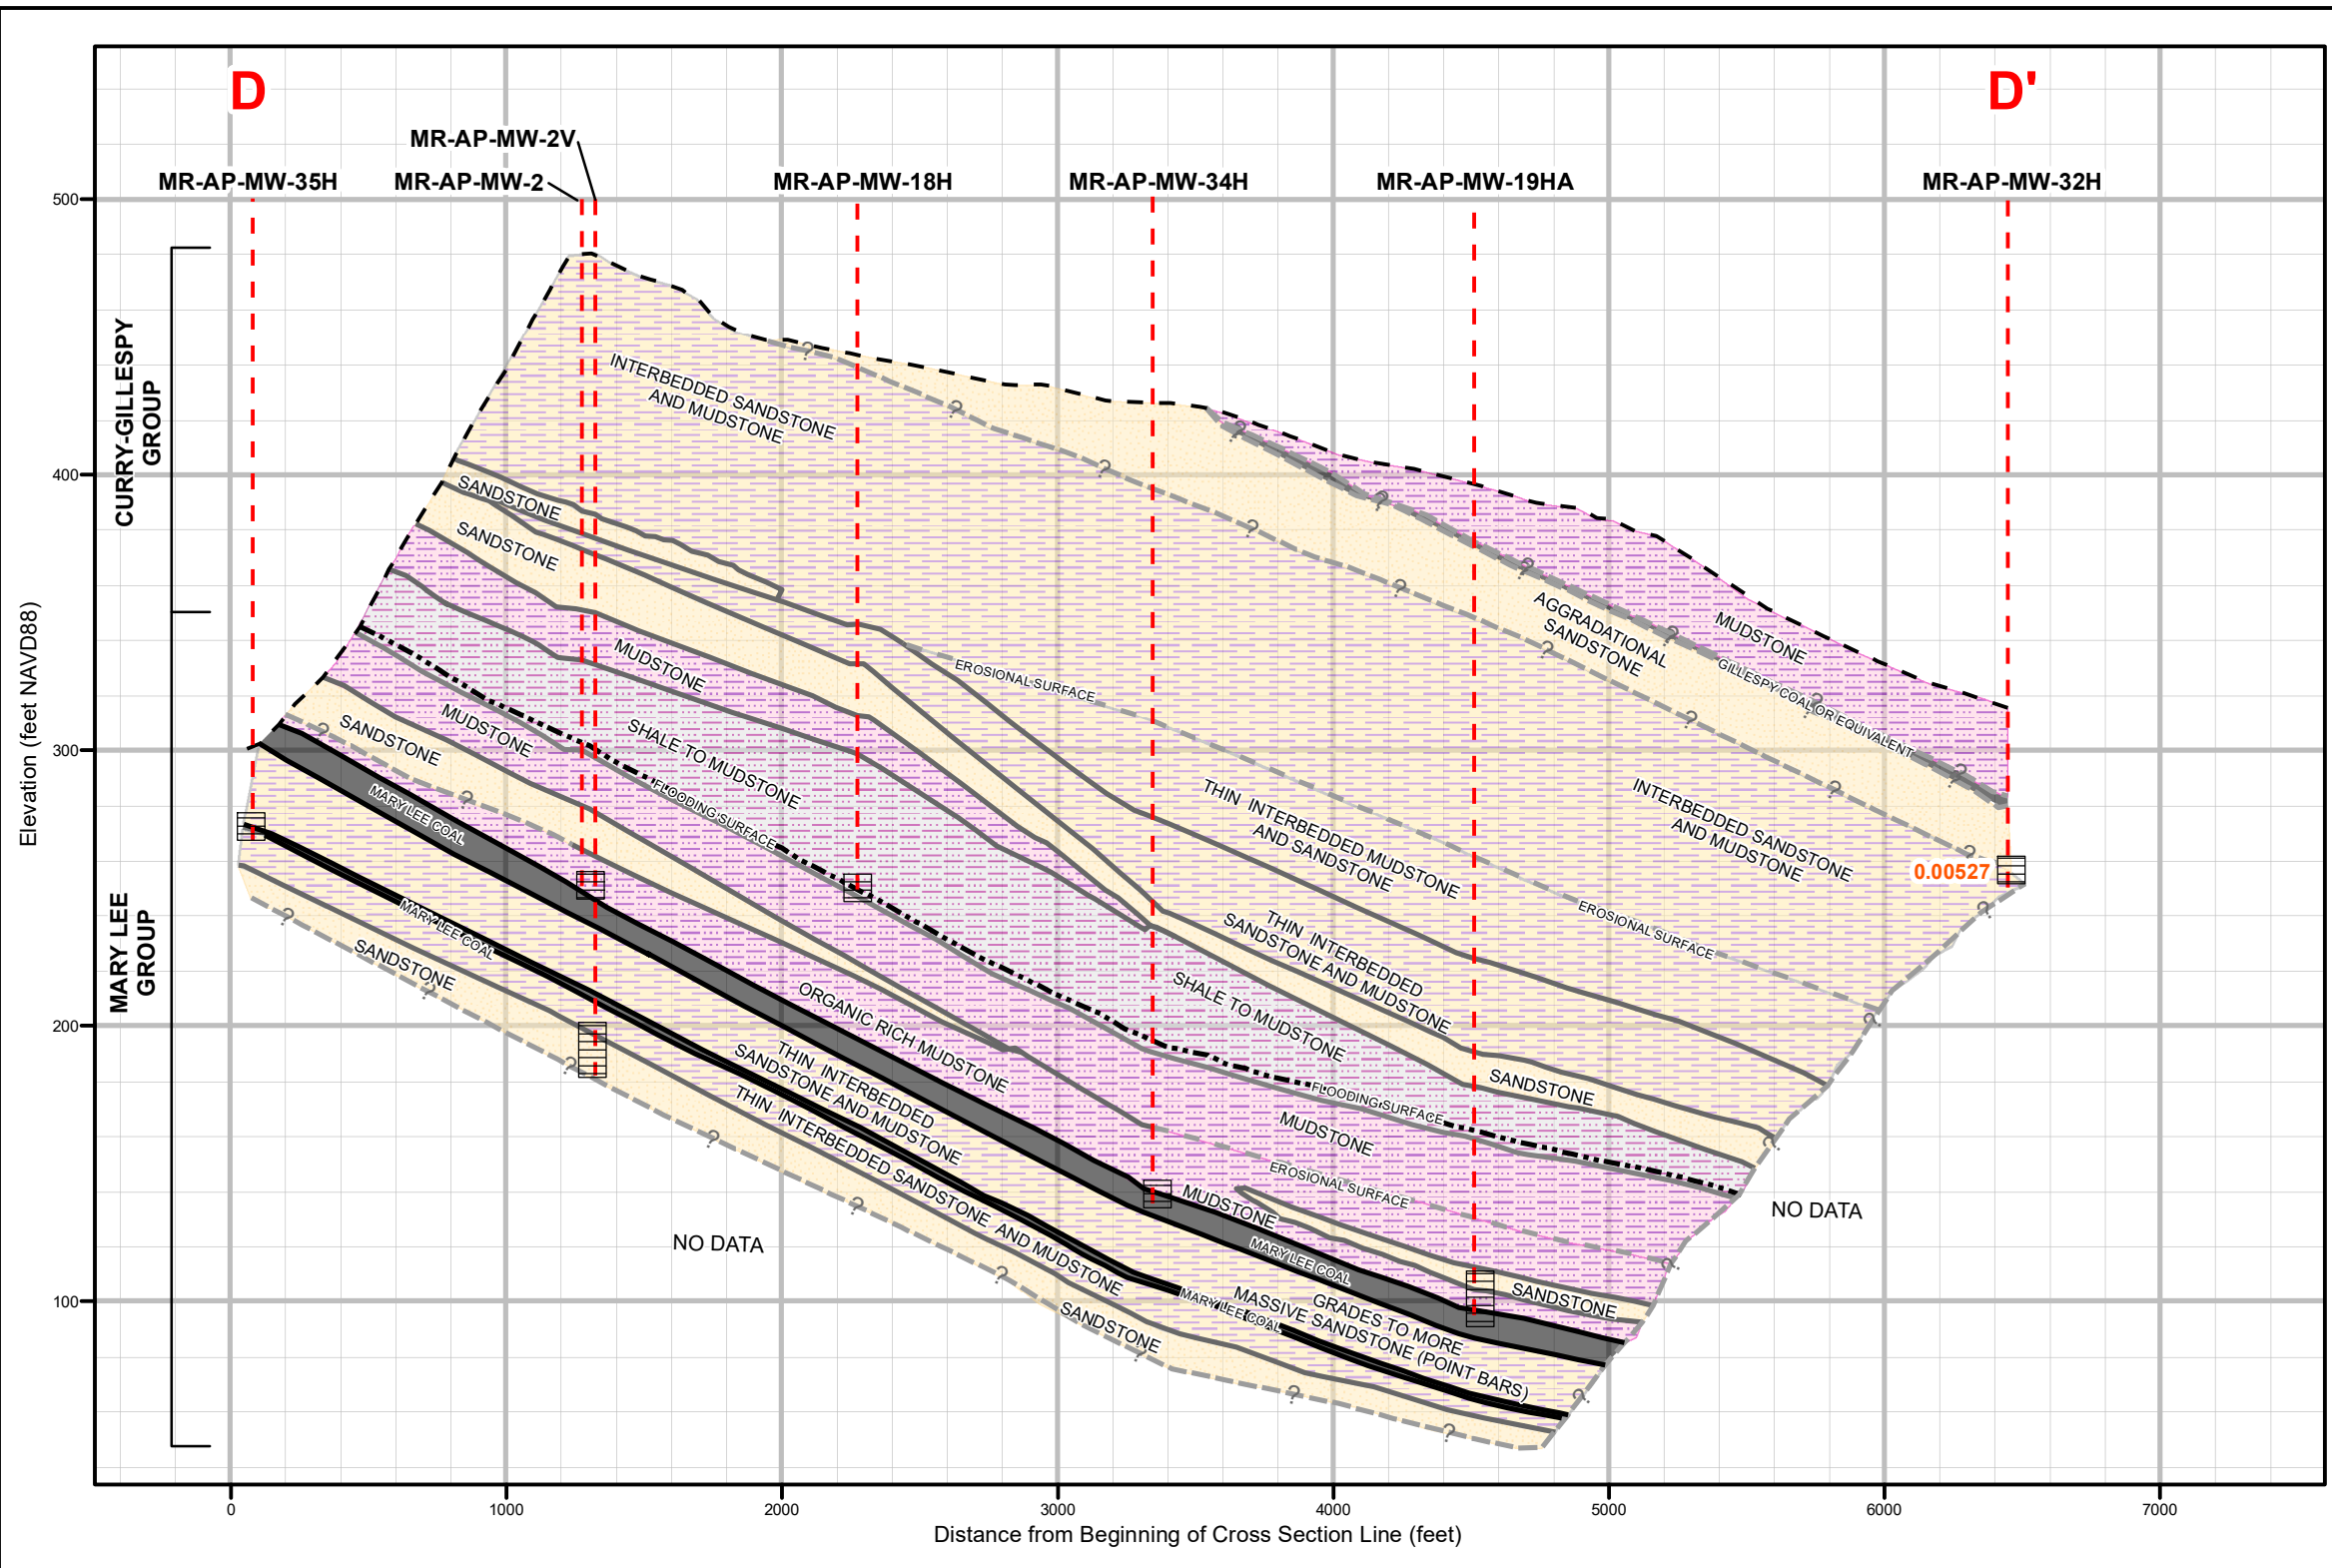 D
D'
MR-AP-MW-2V
MR-AP-MW-35H
MR-AP-MW-2
MR-AP-MW-18H
MR-AP-MW-34H
MR-AP-MW-19HA
MR-AP-MW-32H
500
400
300
200
100
Elevation (feet NAVD88)
CURRY-GILLESPY
GROUP
MARY LEE
GROUP
INTERBEDDED SANDSTONE
AND MUDSTONE
SANDSTONE
SANDSTONE
MUDSTONE
SHALE TO MUDSTONE
FLOODING SURFACE
MUDSTONE
SANDSTONE
MARY LEE COAL
MARY LEE COAL
SANDSTONE
EROSIONAL SURFACE
AGGRADATIONAL
SANDSTONE
MUDSTONE
GILLESPY COAL OR EQUIVALENT
THIN INTERBEDDED MUDSTONE
AND SANDSTONE
INTERBEDDED SANDSTONE
AND MUDSTONE
0.00527
EROSIONAL SURFACE
THIN INTERBEDDED
SANDSTONE AND MUDSTONE
SHALE TO MUDSTONE
SANDSTONE
FLOODING SURFACE
MUDSTONE
EROSIONAL SURFACE
ORGANIC RICH MUDSTONE
THIN INTERBEDDED
SANDSTONE AND MUDSTONE
THIN INTERBEDDED SANDSTONE AND MUDSTONE
MUDSTONE
MARY LEE COAL
SANDSTONE
GRADES TO MORE
MASSIVE SANDSTONE (POINT BARS)
MARY LEE COAL
SANDSTONE
NO DATA
NO DATA
? ? ? ? ? ? ? ? ? ? ? ? ? ? ? ? ? ? ? ? ? ? ? ? ? ? ? ? ? ? ? ? ? ? ?
0 1000 2000 3000 4000 5000 6000 7000
Distance from Beginning of Cross Section Line (feet)